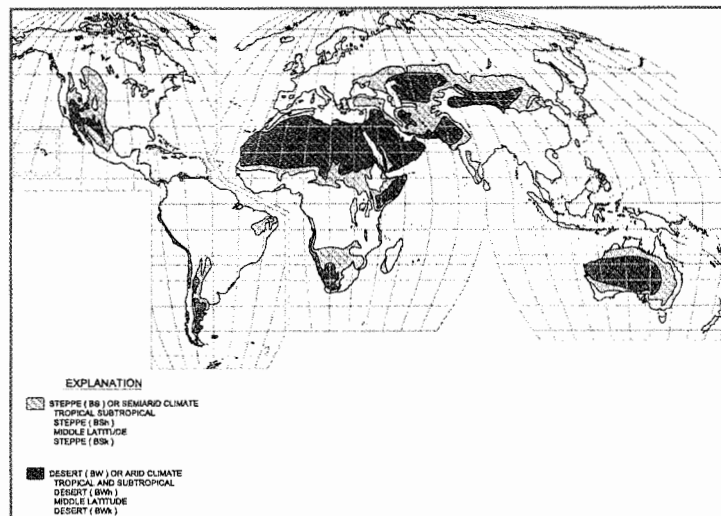 EXPLANATION
STEPPE ( BS ) OR SEMIARID CLIMATE
TROPICAL SUBTROPICAL
STEPPE ( BSh )
MIDDLE LATITUDE
STEPPE ( BSk )
DESERT ( BW ) OR ARID CLIMATE
TROPICAL AND SUBTROPICAL
DESERT ( BWh )
MIDDLE LATITUDE
DESERT ( BWk )